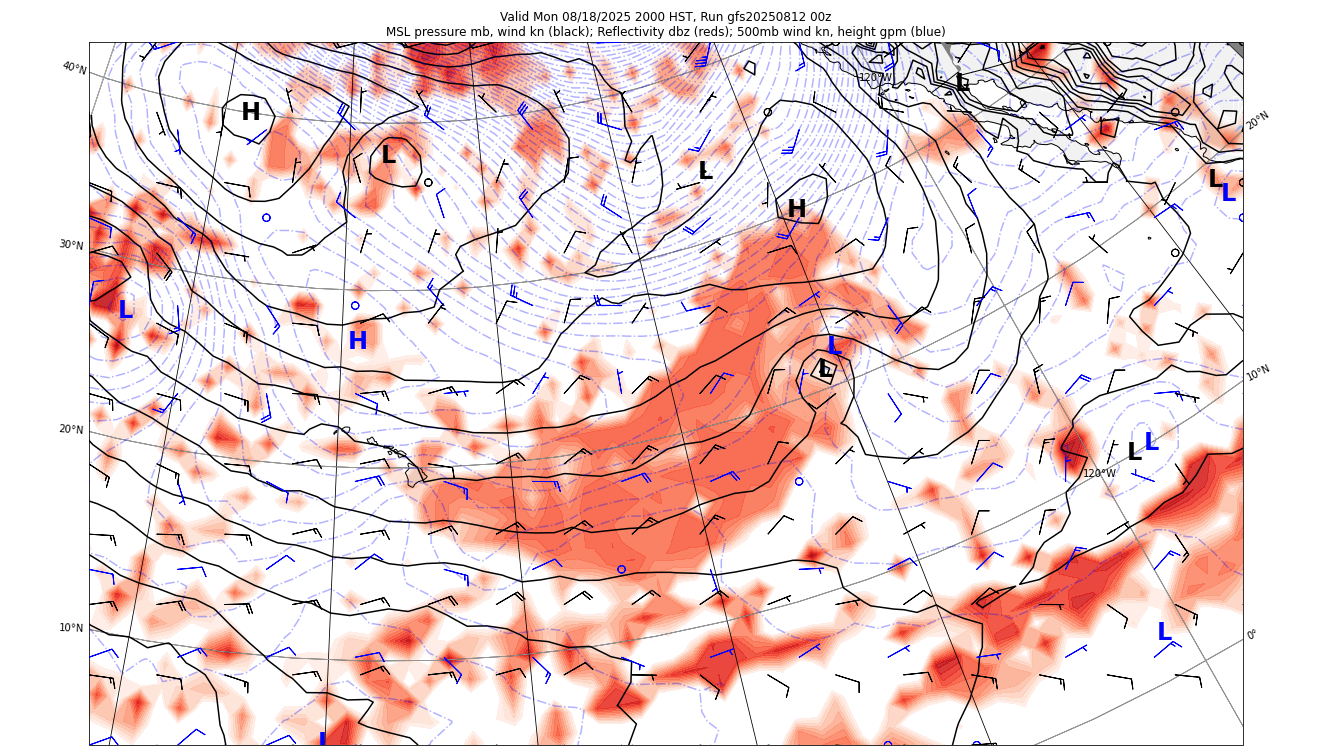 Valid Mon 08/18/2025 2000 HST, Run gfs20250812 00z
MSL pressure mb, wind kn (black); Reflectivity dbz (reds); 500mb wind kn, height gpm (blue)
40°N
120°W
L
20°N
H
L
L
L
L
H
30°N
L
H
L
L
10°N
20°N
L
L
120°W
10°N
L
0°
L